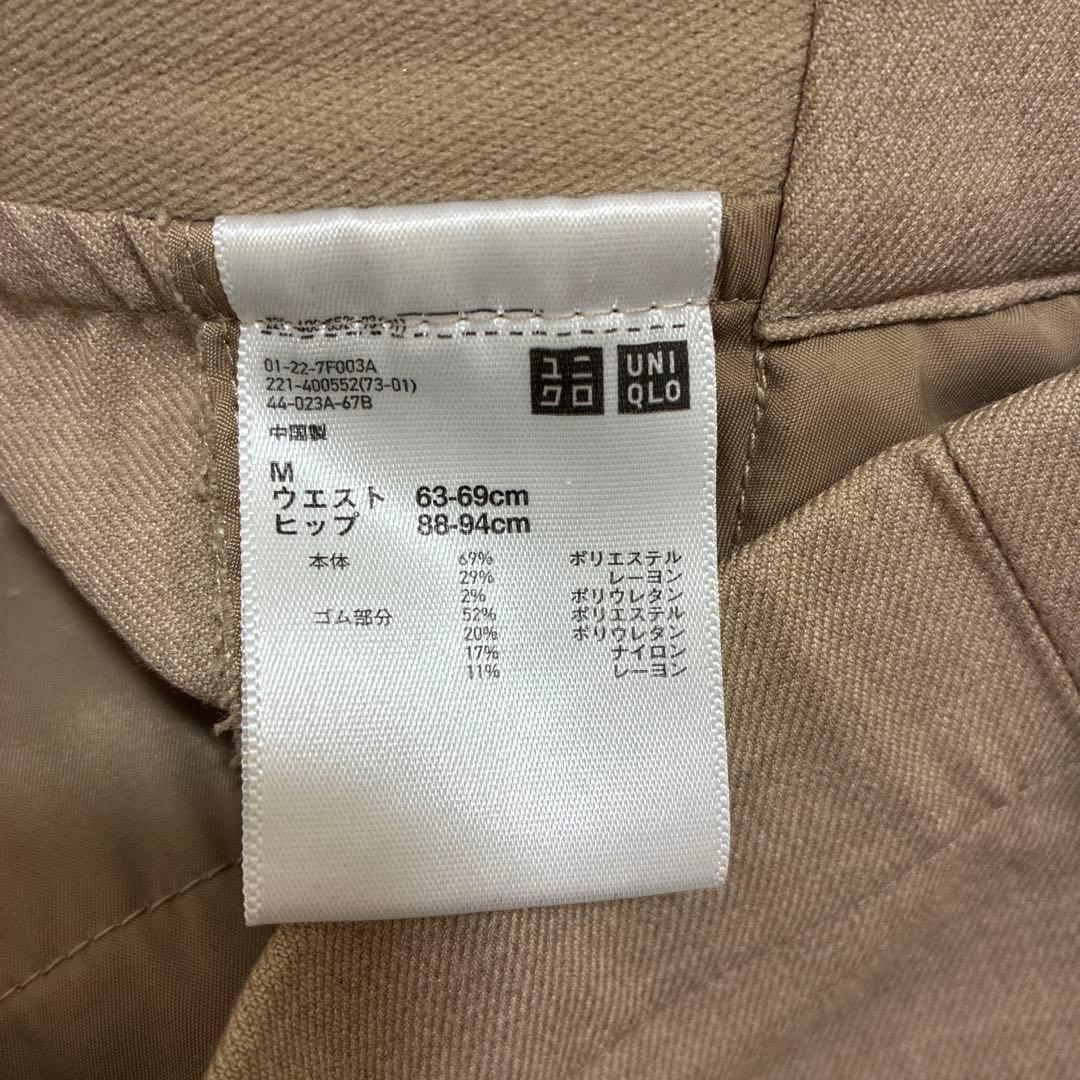 01-22-7F003A
221-400552(73-01)
44-023A-67B
ユニクロ
UNIQLO
中国製
M
ウエスト 63-69cm
ヒップ 88-94cm
本体 69% ポリエステル
29% レーヨン
2% ポリウレタン
ゴム部分 52% ポリエステル
20% ポリウレタン
17% ナイロン
11% レーヨン